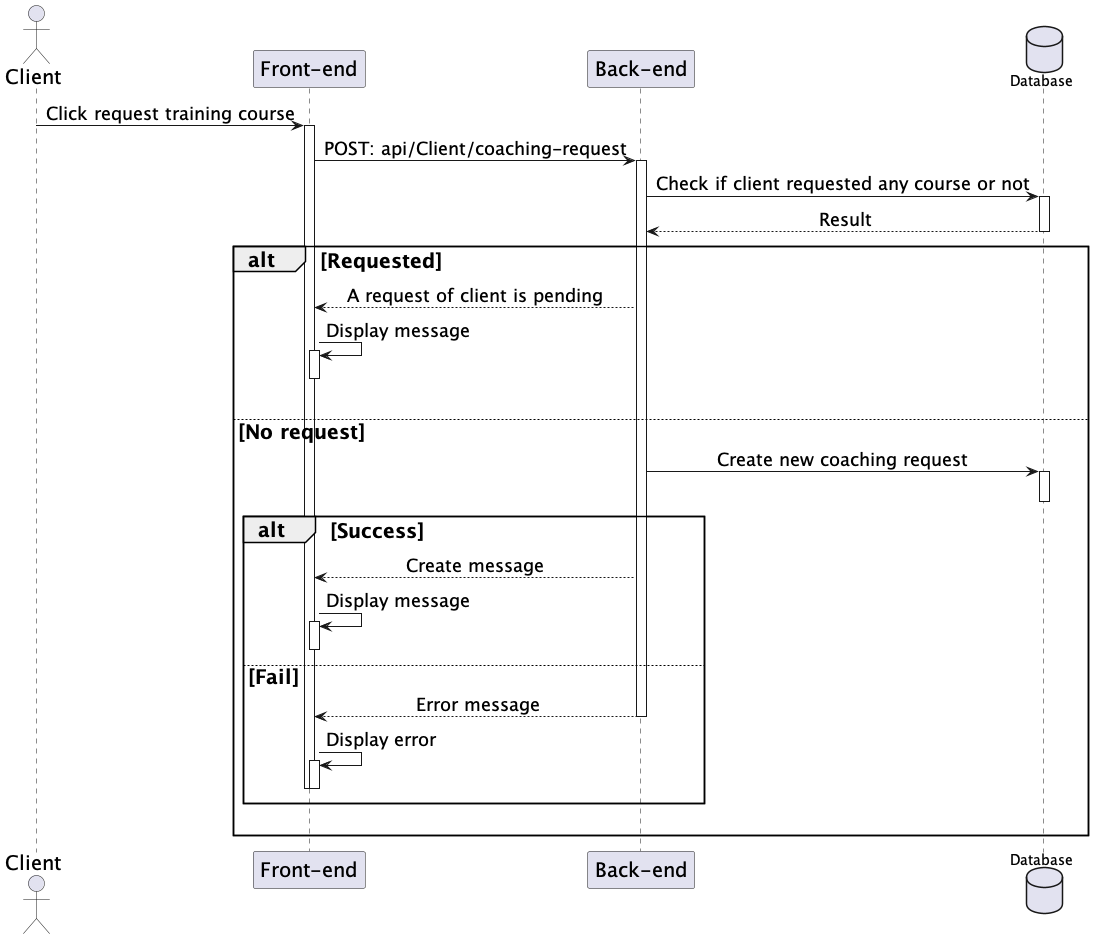 Client
Front-end
Back-end
Database
Click request training course
POST: api/Client/coaching-request
Check if client requested any course or not
Result
alt [Requested]
A request of client is pending
Display message
[No request]
Create new coaching request
alt [Success]
Create message
Display message
[Fail]
Error message
Display error
Client
Front-end
Back-end
Database